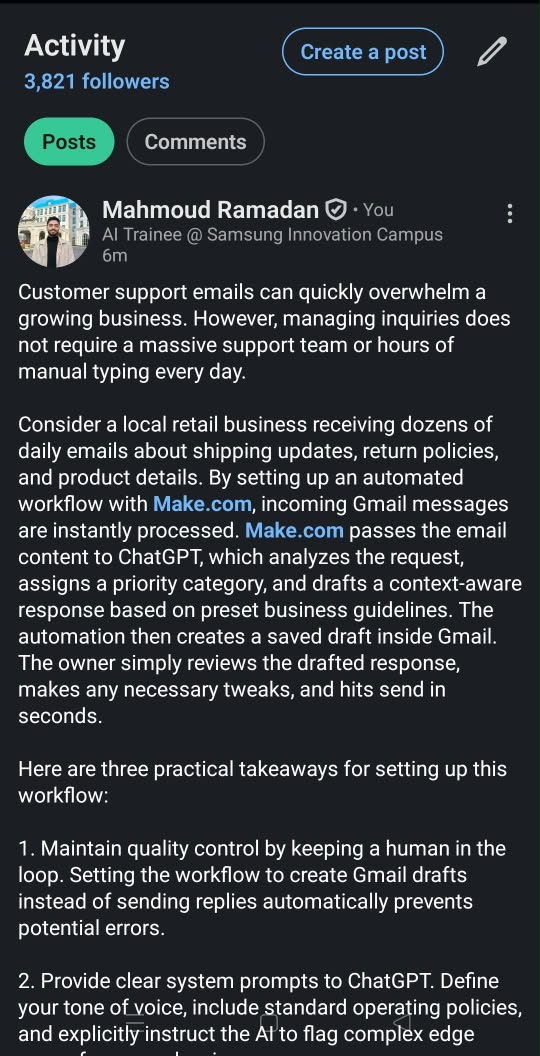 Activity
Create a post
3,821 followers
Posts
Comments
Mahmoud Ramadan • You
AI Trainee @ Samsung Innovation Campus
6m
Customer support emails can quickly overwhelm a
growing business. However, managing inquiries does
not require a massive support team or hours of
manual typing every day.
Consider a local retail business receiving dozens of
daily emails about shipping updates, return policies,
and product details. By setting up an automated
workflow with Make.com, incoming Gmail messages
are instantly processed. Make.com passes the email
content to ChatGPT, which analyzes the request,
assigns a priority category, and drafts a context-aware
response based on preset business guidelines. The
automation then creates a saved draft inside Gmail.
The owner simply reviews the drafted response,
makes any necessary tweaks, and hits send in
seconds.
Here are three practical takeaways for setting up this
workflow:
1. Maintain quality control by keeping a human in the
loop. Setting the workflow to create Gmail drafts
instead of sending replies automatically prevents
potential errors.
2. Provide clear system prompts to ChatGPT. Define
your tone of voice, include standard operating policies,
and explicitly instruct the AI to flag complex edge